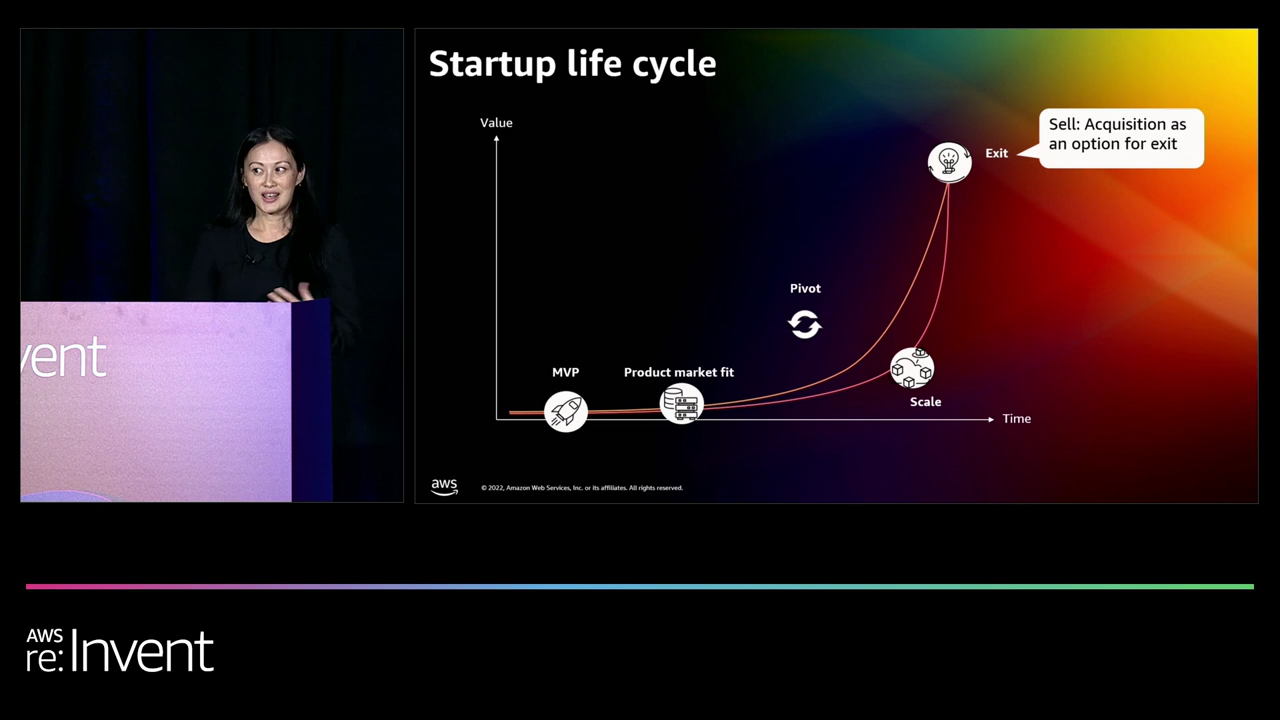 Startup life cycle
Value
Sell: Acquisition as
an option for exit
Exit
Pivot
MVP
Product market fit
Scale
Time
aws
© 2022, Amazon Web Services, Inc. or its affiliates. All rights reserved.
vent
AWS
re:Invent